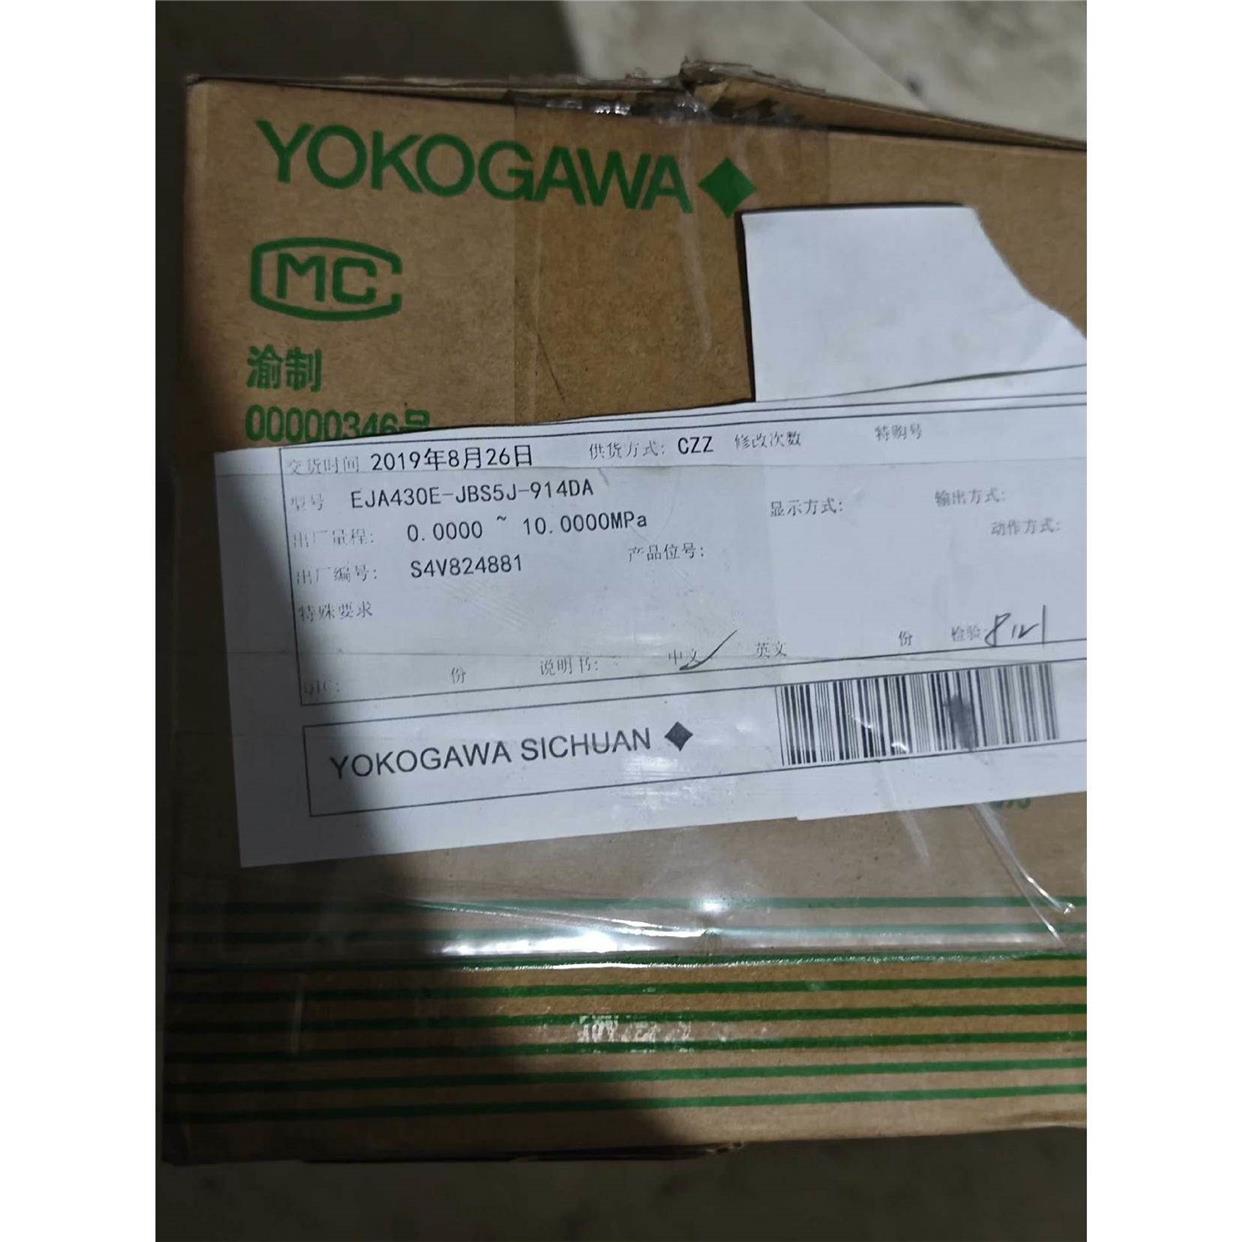 YOKOGAWA
MC
渝制
00000346号
交货时间 2019年8月26日 供货方式: CZZ 修改次数 特购号
型号 EJA430E-JBS5J-914DA 显示方式: 输出方式:
出厂量程: 0.0000 ~ 10.0000MPa 动作方式:
出厂编号: S4V824881 产品位号:
特殊要求
份 说明书: 中文 英文 份 检验:
YOKOGAWA SICHUAN